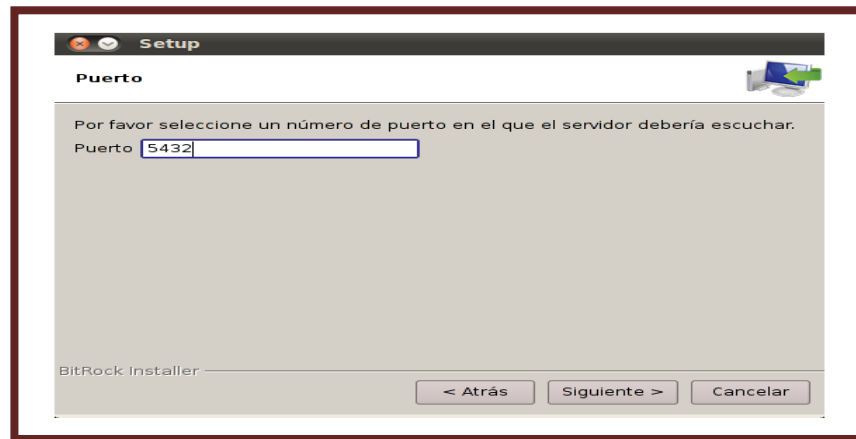 Setup
Puerto
Por favor seleccione un número de puerto en el que el servidor debería escuchar.
Puerto 5432
BitRock Installer
< Atrás Siguiente > Cancelar